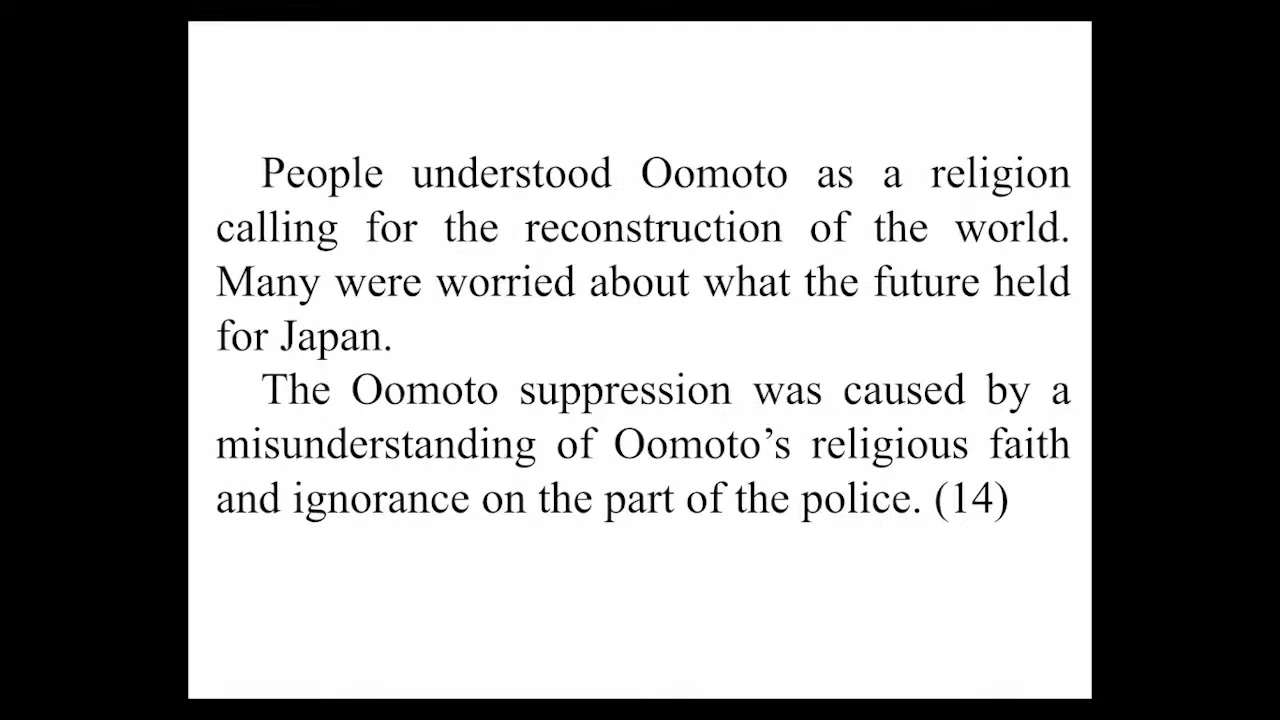 People understood Oomoto as a religion
calling for the reconstruction of the world.
Many were worried about what the future held
for Japan.
The Oomoto suppression was caused by a
misunderstanding of Oomoto’s religious faith
and ignorance on the part of the police. (14)